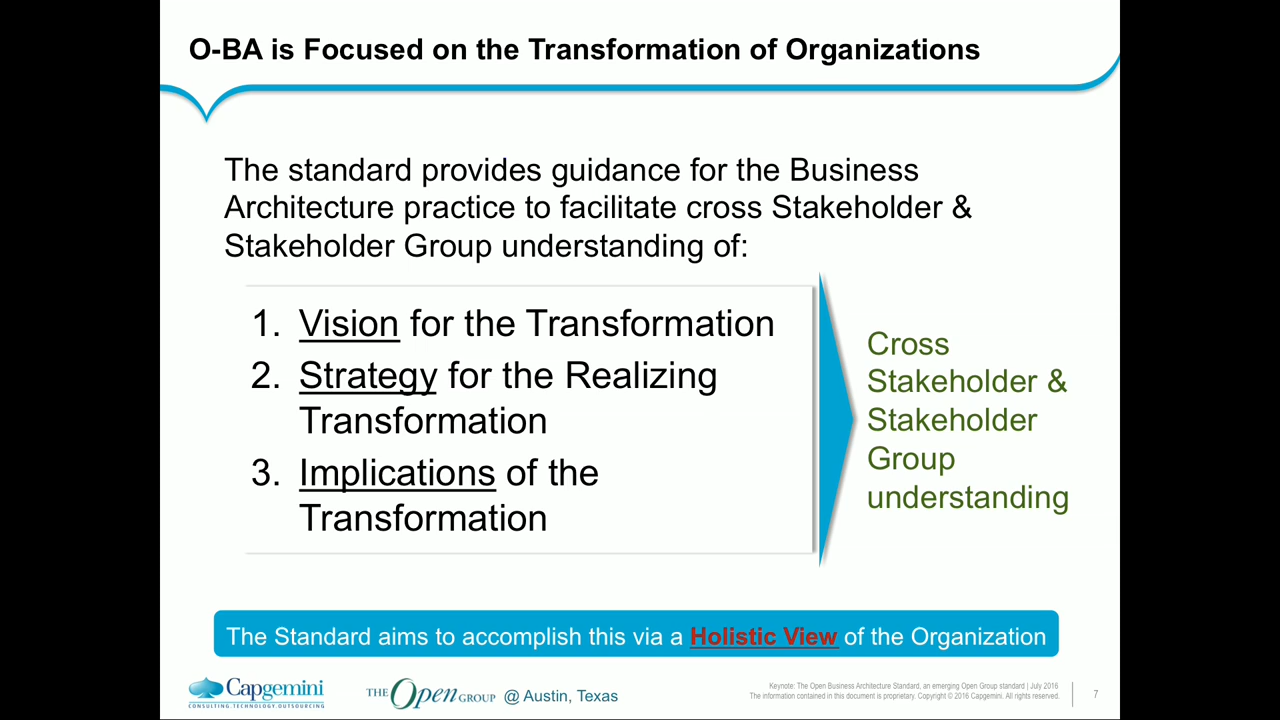 O-BA is Focused on the Transformation of Organizations
The standard provides guidance for the Business
Architecture practice to facilitate cross Stakeholder &
Stakeholder Group understanding of:
1. Vision for the Transformation
2. Strategy for the Realizing
Transformation
3. Implications of the
Transformation
Cross
Stakeholder &
Stakeholder
Group
understanding
The Standard aims to accomplish this via a Holistic View of the Organization
Capgemini
CONSULTING.TECHNOLOGY.OUTSOURCING
THE Open GROUP @ Austin, Texas
Keynote: The Open Business Architecture Standard, an emerging Open Group standard | July 2016
The information contained in this document is proprietary. Copyright © 2016 Capgemini. All rights reserved.
7